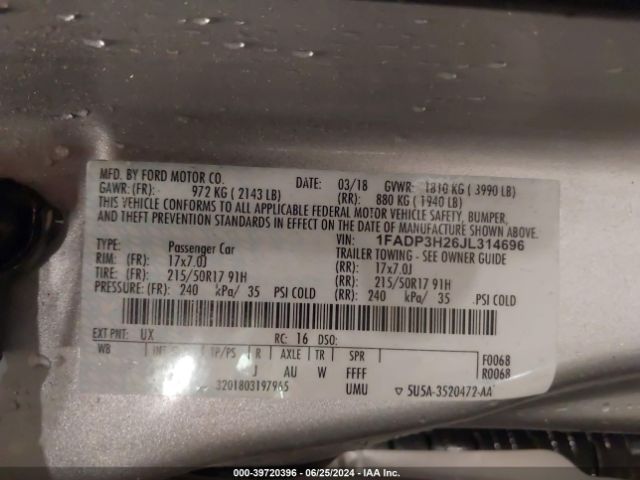 MFD. BY FORD MOTOR CO. DATE: 03/18 GVWR: 1810 KG ( 3990 LB)
GAWR: (FR): 972 KG ( 2143 LB) (RR): 880 KG ( 1940 LB)
THIS VEHICLE CONFORMS TO ALL APPLICABLE FEDERAL MOTOR VEHICLE SAFETY, BUMPER,
AND THEFT PREVENTION STANDARDS IN EFFECT ON THE DATE OF MANUFACTURE SHOWN ABOVE.
VIN: 1FADP3H26JL314696
TYPE: Passenger Car TRAILER TOWING - SEE OWNER GUIDE
RIM: (FR): 17x7.0J (RR): 17x7.0J
TIRE: (FR): 215/50R17 91H (RR): 215/50R17 91H
PRESSURE: (FR): 240 kPa/ 35 PSI COLD (RR): 240 kPa/ 35 PSI COLD
EXT PNT: UX RC: 16 DSO:
WB INT TR TP/PS R AXLE TR SPR F0068
J AU W FFFF R0068
3201803197965 UMU ▽ 5U5A-3520472-AA
000-39720396 - 06/25/2024 - IAA Inc.